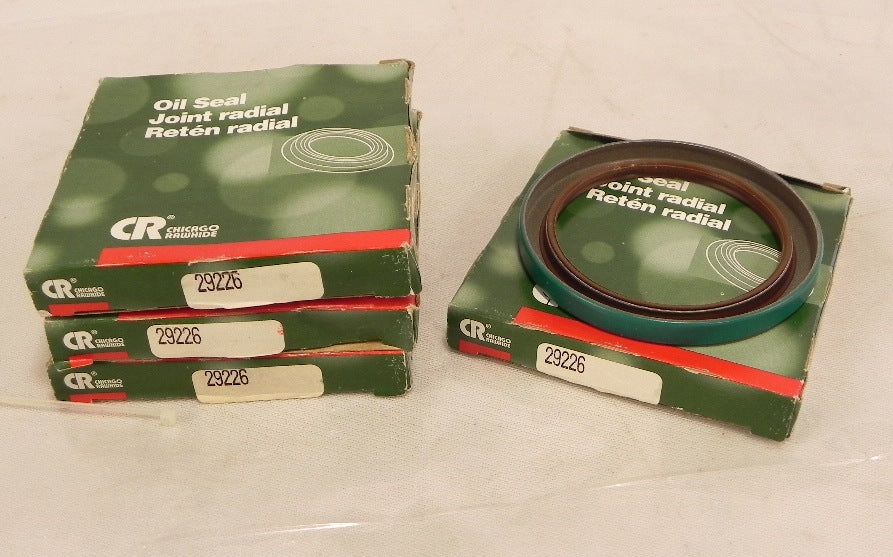 Oil Seal
Joint radial
Retén radial
CR® CHICAGO
RAWHIDE
CR® CHICAGO
RAWHIDE
29226
CR® CHICAGO
RAWHIDE
29226
CR® CHICAGO
RAWHIDE
29226
Seal
Joint radial
Retén radial
CR® CHICAGO
RAWHIDE
29226